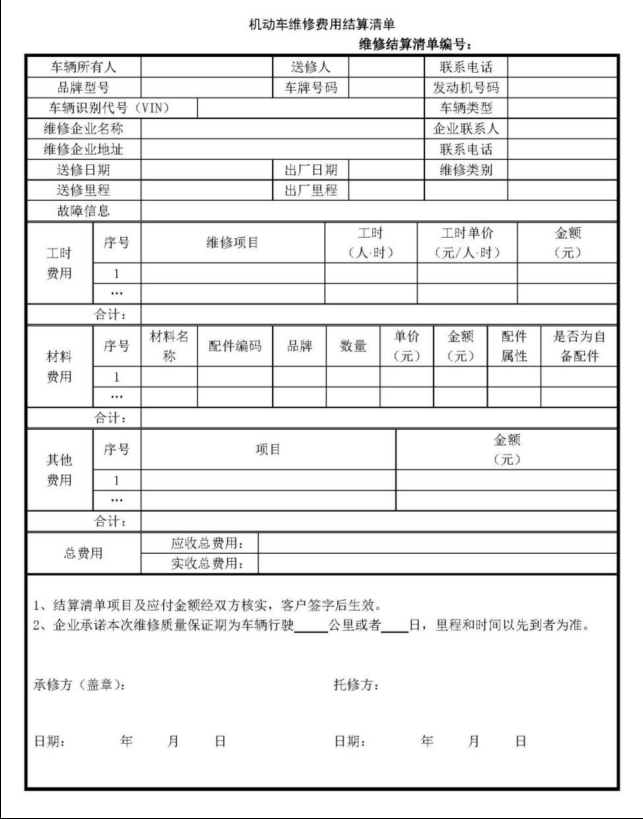 机动车维修费用结算清单
维修结算清单编号：
车辆所有人 送修人 联系电话
品牌型号 车牌号码 发动机号码
车辆识别代号（VIN） 车辆类型
维修企业名称 企业联系人
维修企业地址 联系电话
送修日期 出厂日期 维修类别
送修里程 出厂里程
故障信息
工时费用 序号 维修项目 工时（人·时） 工时单价（元/人·时） 金额（元）
1
…
合计：
材料费用 序号 材料名称 配件编码 品牌 数量 单价（元） 金额（元） 配件属性 是否为自备配件
1
…
合计：
其他费用 序号 项目 金额（元）
1
…
合计：
总费用 应收总费用：
实收总费用：
1、结算清单项目及应付金额经双方核实，客户签字后生效。
2、企业承诺本次维修质量保证期为车辆行驶____公里或者____日，里程和时间以先到者为准。
承修方（盖章）： 托修方：
日期： 年 月 日 日期： 年 月 日